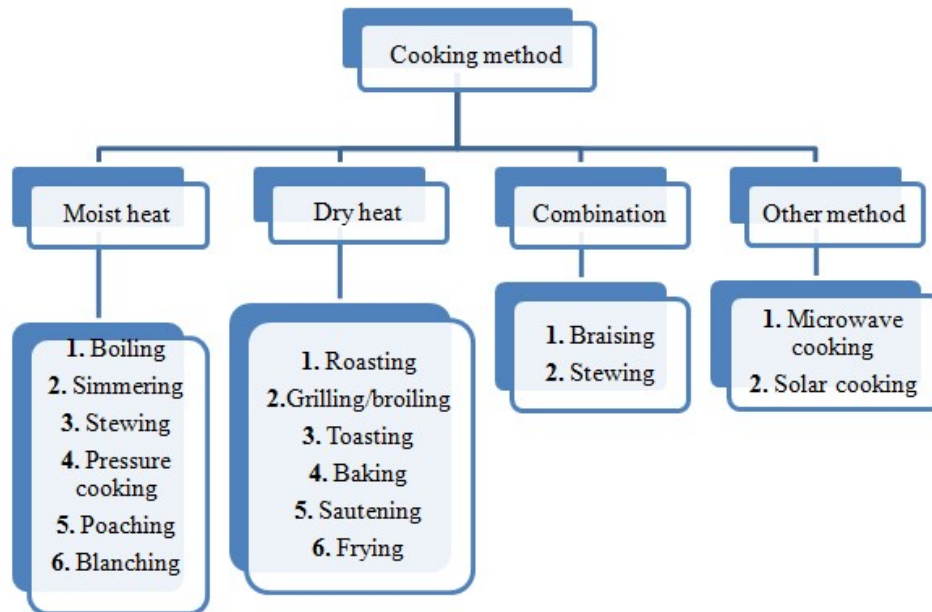 Cooking method
Moist heat
Dry heat
Combination
Other method
1. Boiling
2. Simmering
3. Stewing
4. Pressure
cooking
5. Poaching
6. Blanching
1. Roasting
2.Grilling/broiling
3. Toasting
4. Baking
5. Sautening
6. Frying
1. Braising
2. Stewing
1. Microwave
cooking
2. Solar cooking